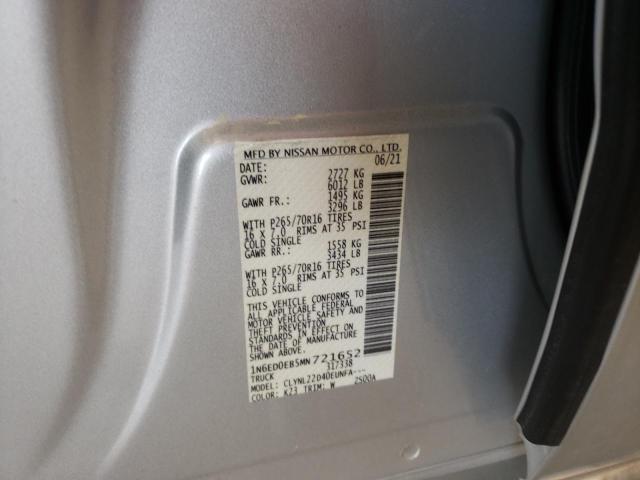 MFD BY NISSAN MOTOR CO., LTD.
DATE: 06/21
GVWR: 2727 KG
6012 LB
GAWR FR.: 1495 KG
3296 LB
WITH P265/70R16 TIRES
16 X 7.0 RIMS AT 35 PSI
COLD SINGLE
GAWR RR.: 1558 KG
3434 LB
WITH P265/70R16 TIRES
16 X 7.0 RIMS AT 35 PSI
COLD SINGLE
THIS VEHICLE CONFORMS TO
ALL APPLICABLE FEDERAL
MOTOR VEHICLE SAFETY AND
THEFT PREVENTION
STANDARDS IN EFFECT ON
THE DATE OF MANUFACTURE
1N6ED0EB5MN721652
TRUCK 317338
MODEL: CLYNLZ2D40EUNFA---
COLOR: K23 TRIM: W 2500A